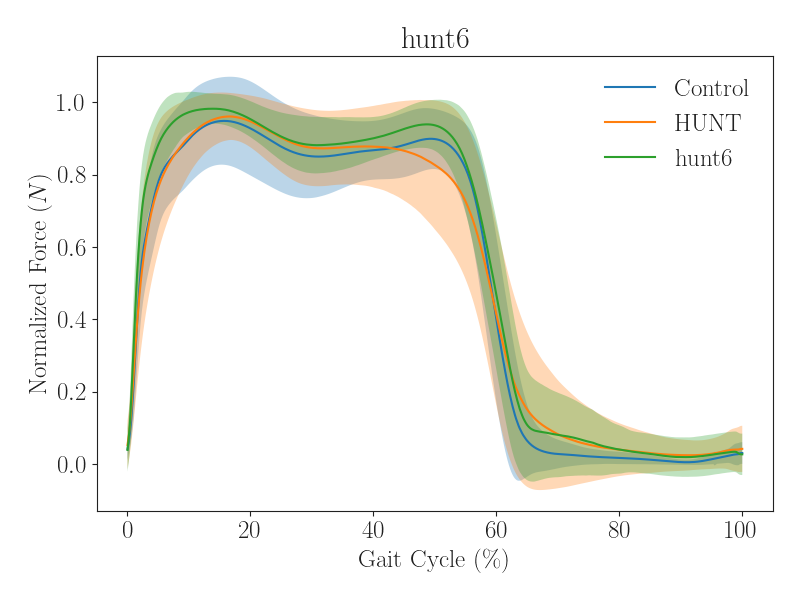 hunt6
Control
HUNT
hunt6
1.0
0.8
0.6
0.4
0.2
0.0
Normalized Force (N)
0 20 40 60 80 100
Gait Cycle (%)